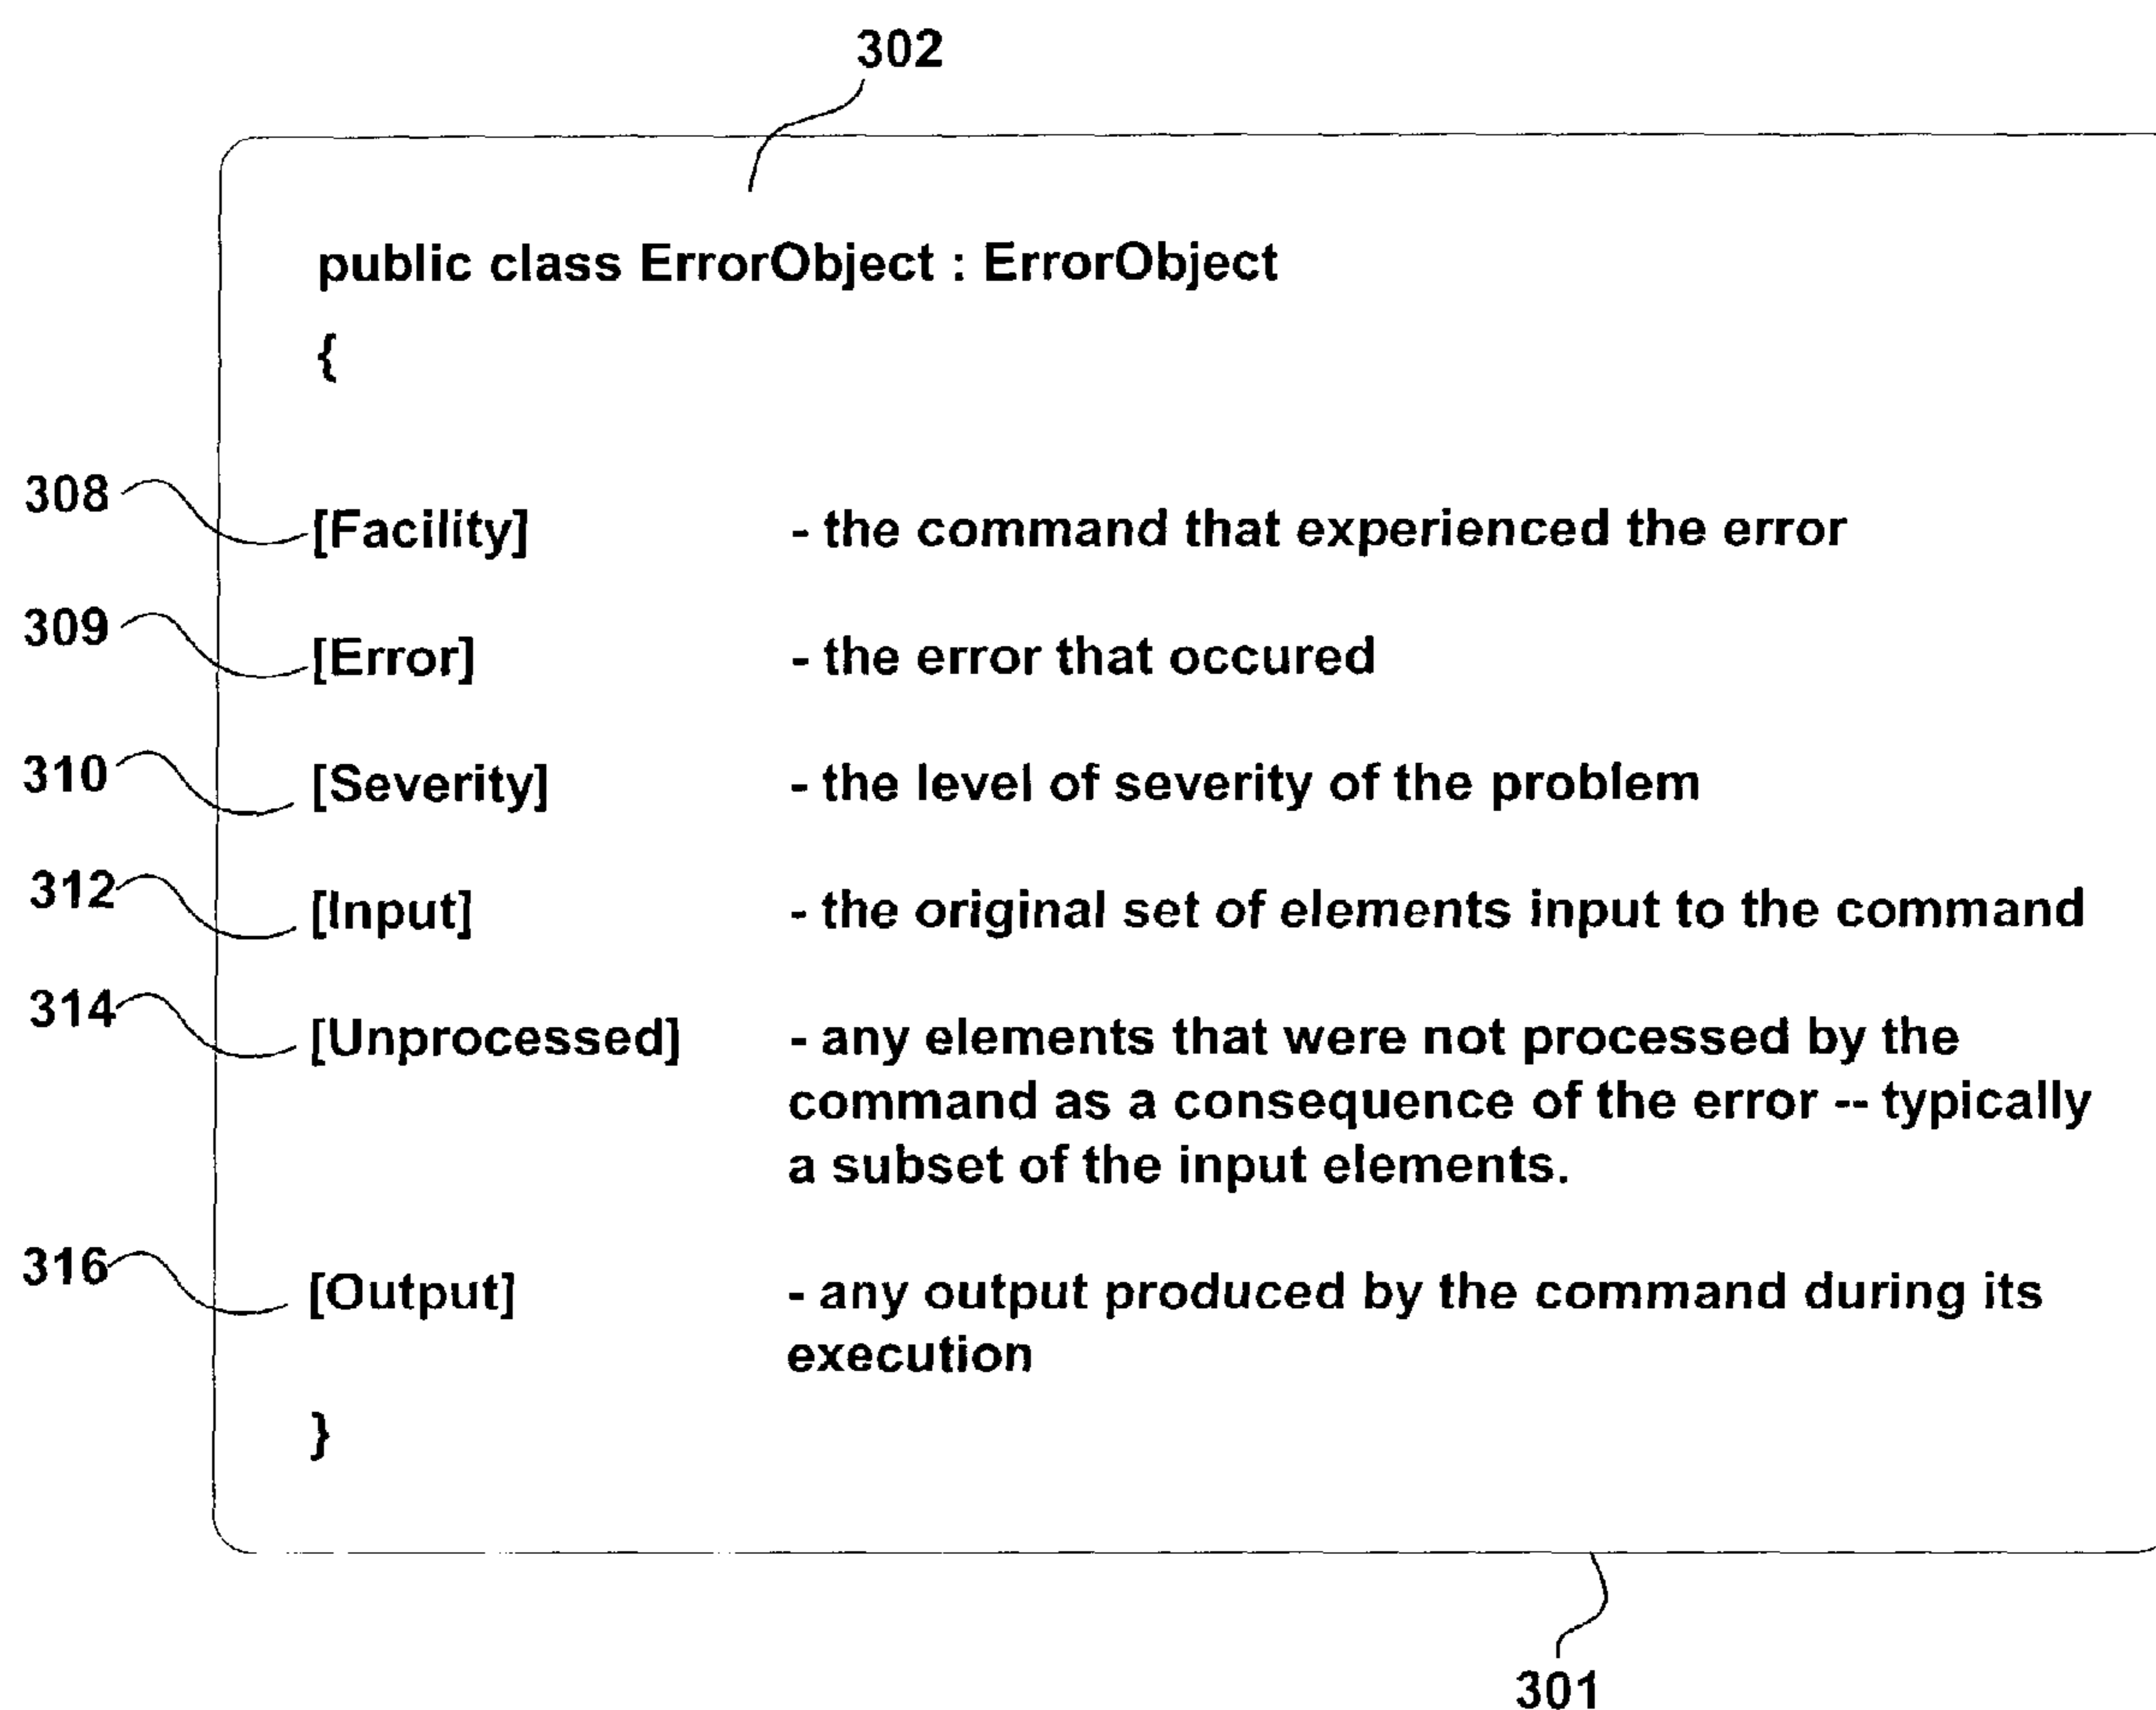 302
public class ErrorObject : ErrorObject
{
308 [Facility] - the command that experienced the error
309 [Error] - the error that occured
310 [Severity] - the level of severity of the problem
312 [Input] - the original set of elements input to the command
314 [Unprocessed] - any elements that were not processed by the
command as a consequence of the error -- typically
a subset of the input elements.
316 [Output] - any output produced by the command during its
execution
}
301